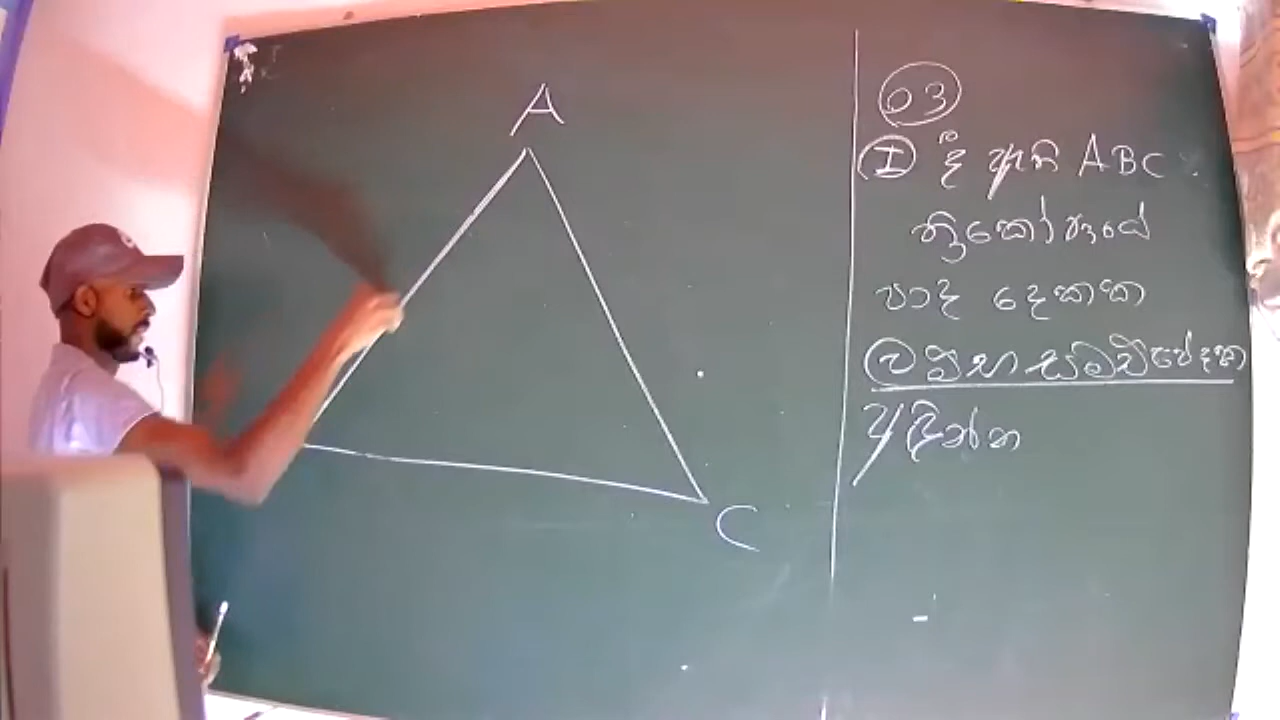 A
C
03
I දී ඇති ABC
ත්‍රිකෝණයේ
පාද දෙකක
ලම්භ සමච්ඡේදක
අඳින්න